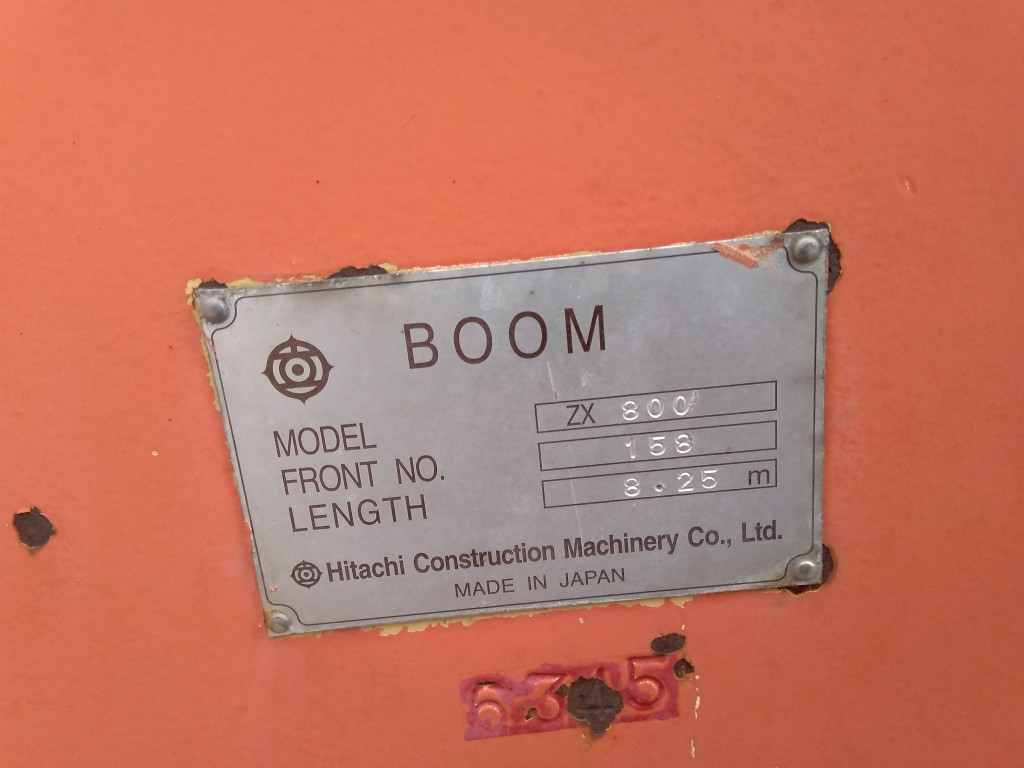 BOOM
MODEL ZX 800
FRONT NO. 158
LENGTH 8.25 m
Hitachi Construction Machinery Co., Ltd.
MADE IN JAPAN